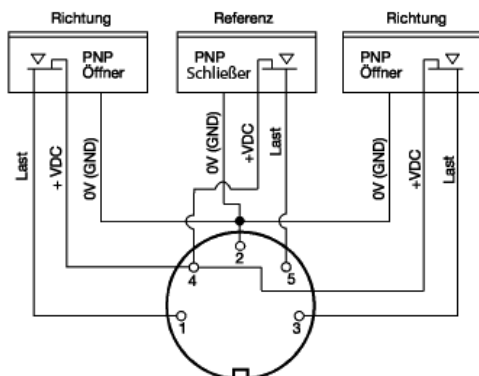 Richtung
Referenz
Richtung
PNP
Öffner
PNP
Schließer
PNP
Öffner
Last
+VDC
0V (GND)
0V (GND)
+VDC
Last
0V (GND)
+VDC
Last
2
4
5
1
3